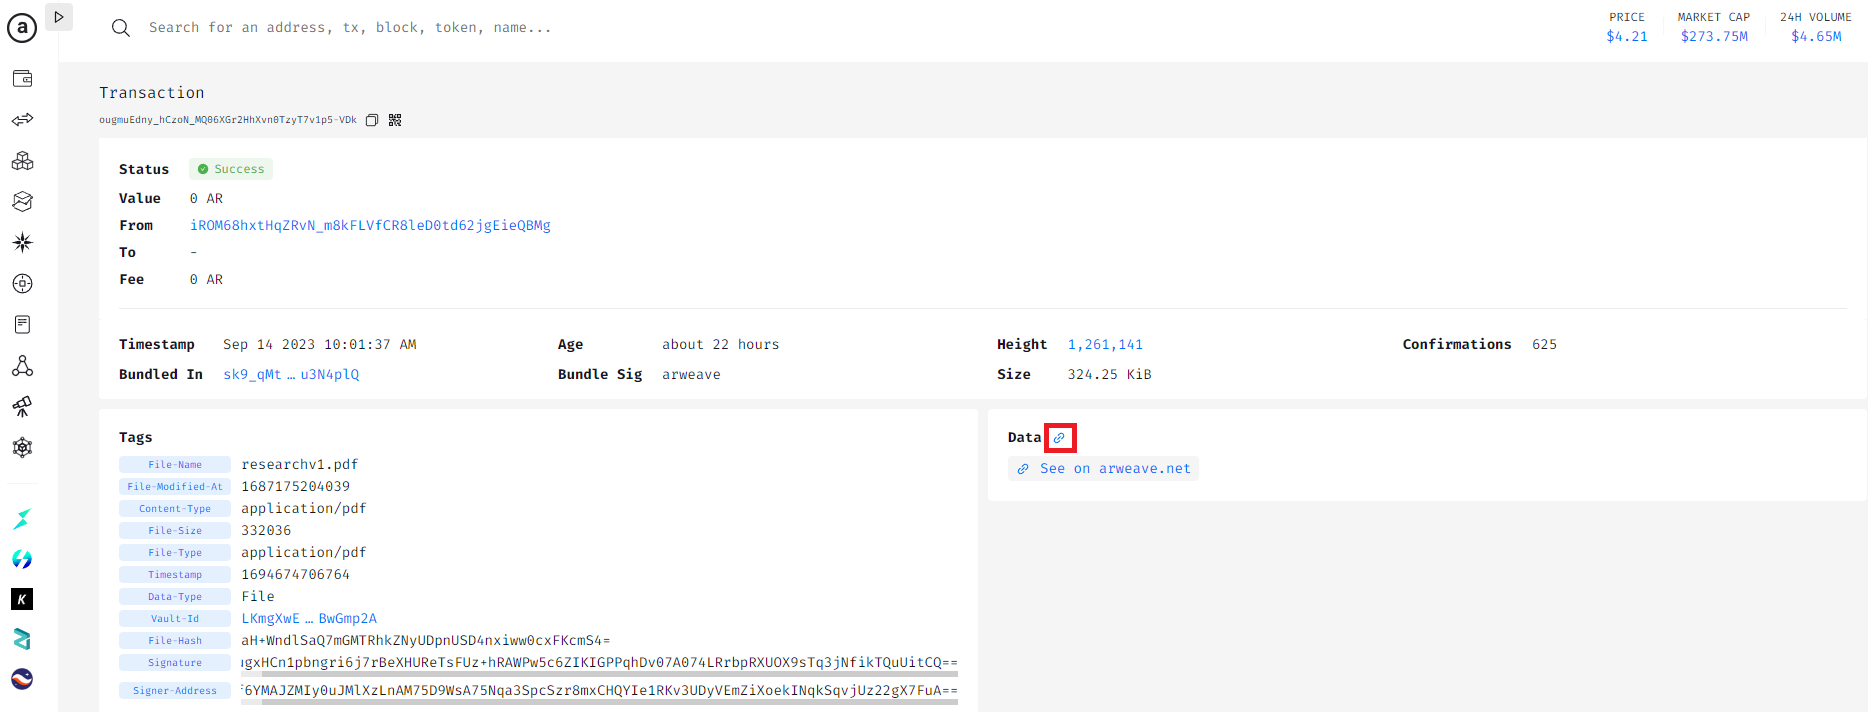 a
Search for an address, tx, block, token, name...
PRICE
$4.21
MARKET CAP
$273.75M
24H VOLUME
$4.65M
Transaction
ougmuEdny_hCzoN_MQ06XGr2HhXvn0TzyT7v1p5-VDk
Status Success
Value 0 AR
From iROM68hxtHqZRvN_m8kFLVfCR8leD0td62jgEieQBMg
To -
Fee 0 AR
Timestamp Sep 14 2023 10:01:37 AM
Age about 22 hours
Height 1,261,141
Confirmations 625
Bundled In sk9_qMt … u3N4plQ
Bundle Sig arweave
Size 324.25 KiB
Tags
File-Name researchv1.pdf
File-Modified-At 1687175204039
Content-Type application/pdf
File-Size 332036
File-Type application/pdf
Timestamp 1694674706764
Data-Type File
Vault-Id LKmgXwE … BwGmp2A
File-Hash aH+WndlSaQ7mGMTRhkZNyUDpnUSD4nxiww0cxFKcmS4=
Signature gxHCn1pbngri6j7rBeXHUReTsFUz+hRAWPw5c6ZIKIGPPqhDv07A074LRrbpRXUOX9sTq3jNfikTQuUitCQ==
Signer-Address f6YMAJZMIy0uJMlXzLnAM75D9WsA75Nqa3SpcSzr8mxCHQYIe1RKv3UDyVEmZiXoekINqkSqvjUz22gX7FuA==
Data
See on arweave.net
K